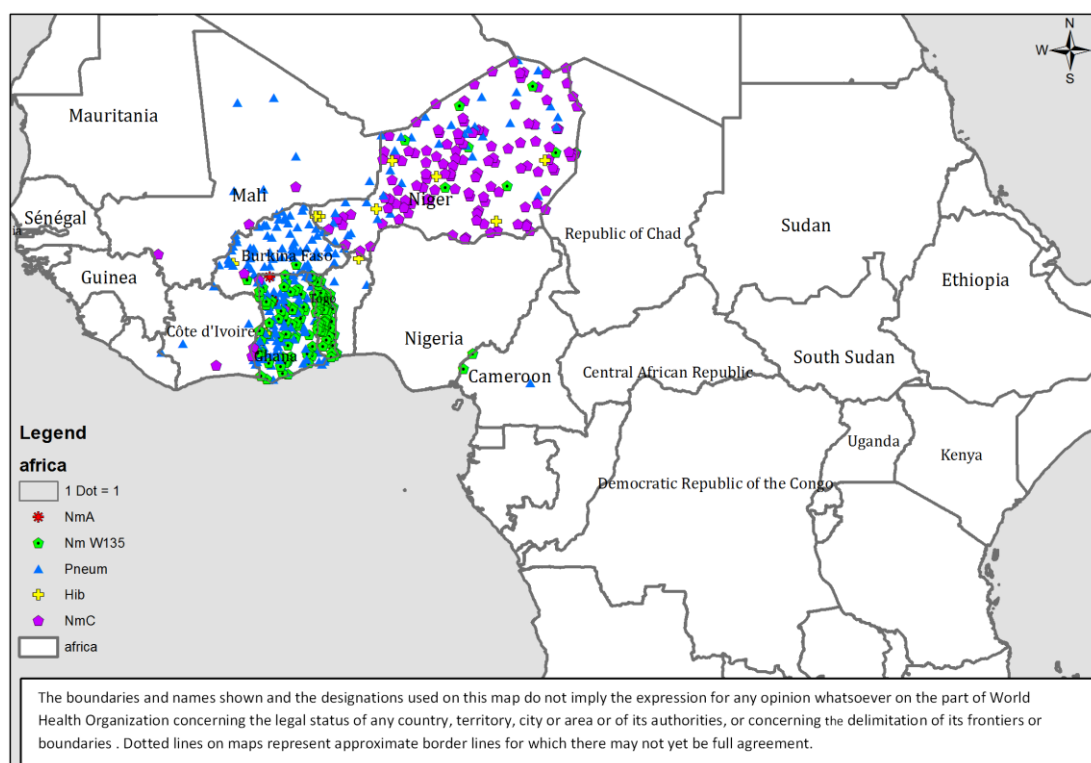 N
W
E
S
Mauritania
Mali
Niger
Sénégal
ia
Sudan
Republic of Chad
Burkina Faso
Guinea
Ethiopia
Togo
Côte d'Ivoire
Nigeria
Ghana
South Sudan
Cameroon
Central African Republic
Uganda
Kenya
Democratic Republic of the Congo
Legend
africa
1 Dot = 1
NmA
Nm W135
Pneum
Hib
NmC
africa
The boundaries and names shown and the designations used on this map do not imply the expression for any opinion whatsoever on the part of World
Health Organization concerning the legal status of any country, territory, city or area or of its authorities, or concerning the delimitation of its frontiers or
boundaries . Dotted lines on maps represent approximate border lines for which there may not yet be full agreement.